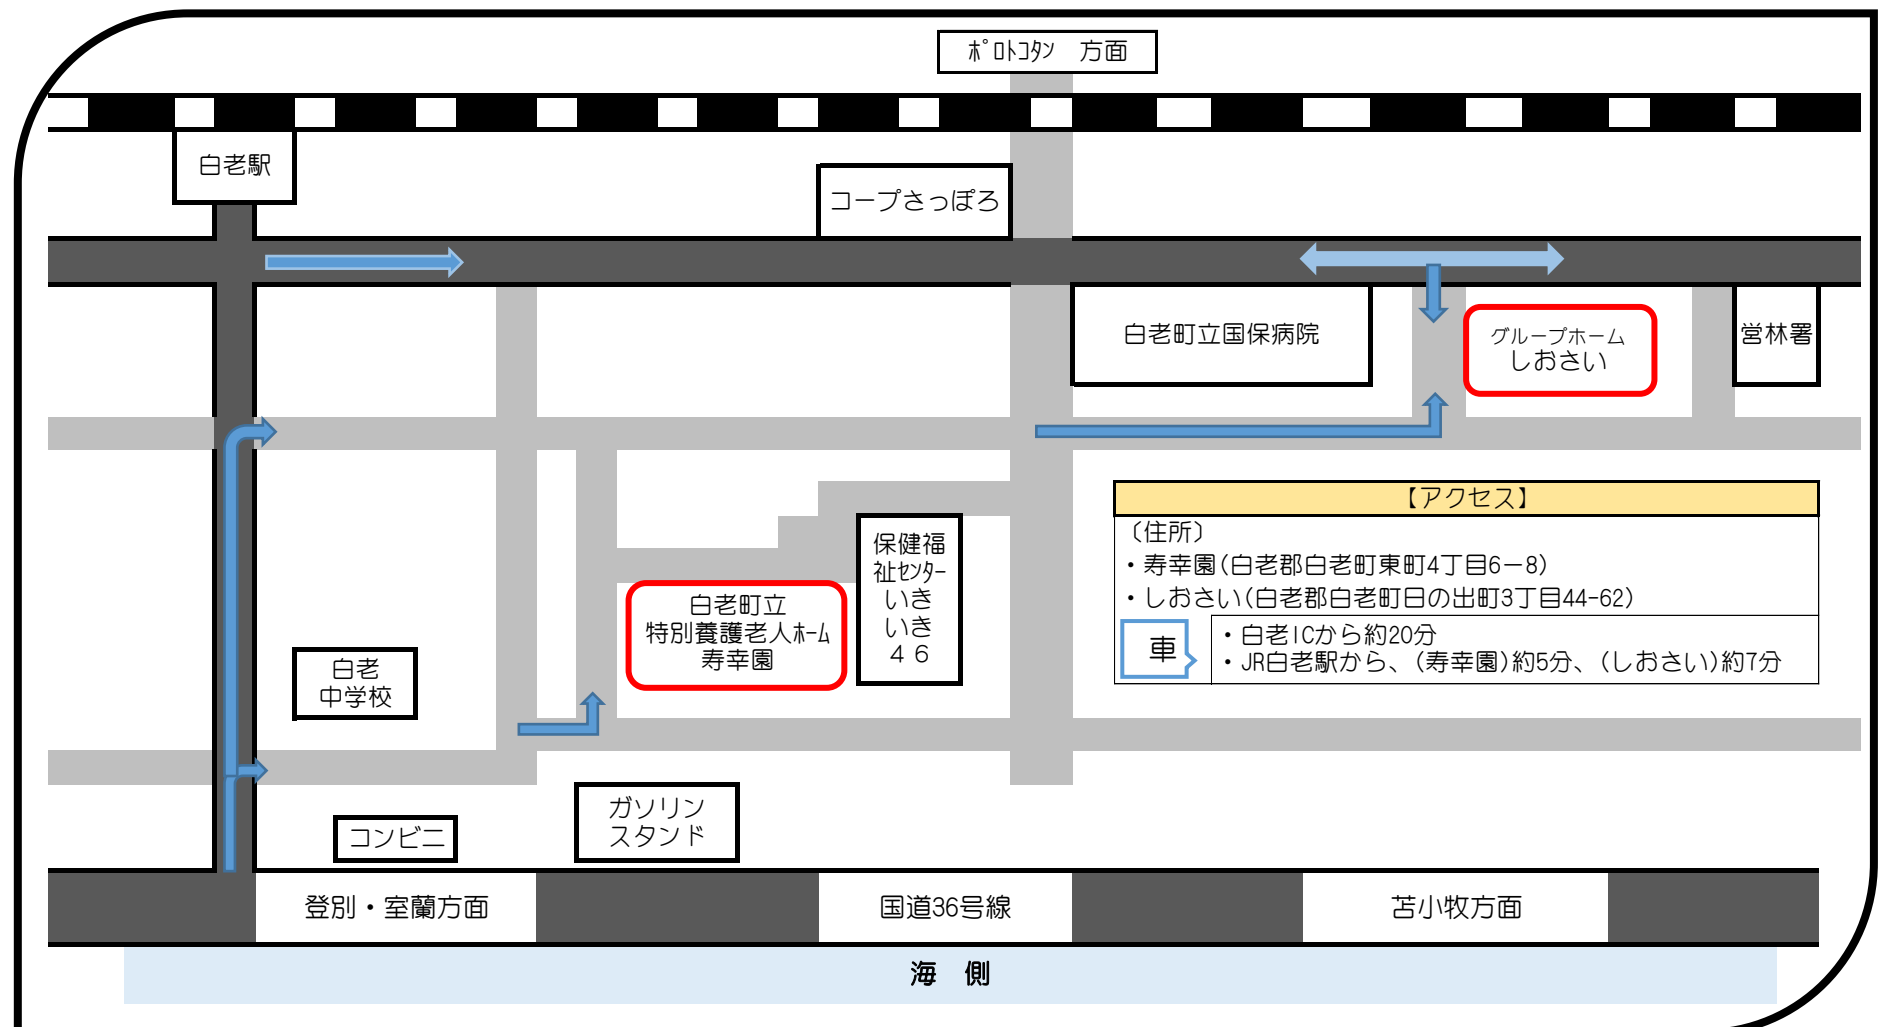 ﾎﾟﾛﾄｺﾀﾝ　方面
白老駅
コープさっぽろ
白老町立国保病院
グループホーム
しおさい
営林署
【アクセス】
〔住所〕
・寿幸園(白老郡白老町東町4丁目6－8)
・しおさい(白老郡白老町日の出町3丁目44-62)
車
・白老ICから約20分
・JR白老駅から、(寿幸園)約5分、(しおさい)約7分
保健福
祉ｾﾝﾀｰ
いき
いき
４６
白老町立
特別養護老人ﾎｰﾑ
寿幸園
白老
中学校
ガソリン
スタンド
コンビニ
登別・室蘭方面
国道36号線
苫小牧方面
海　側